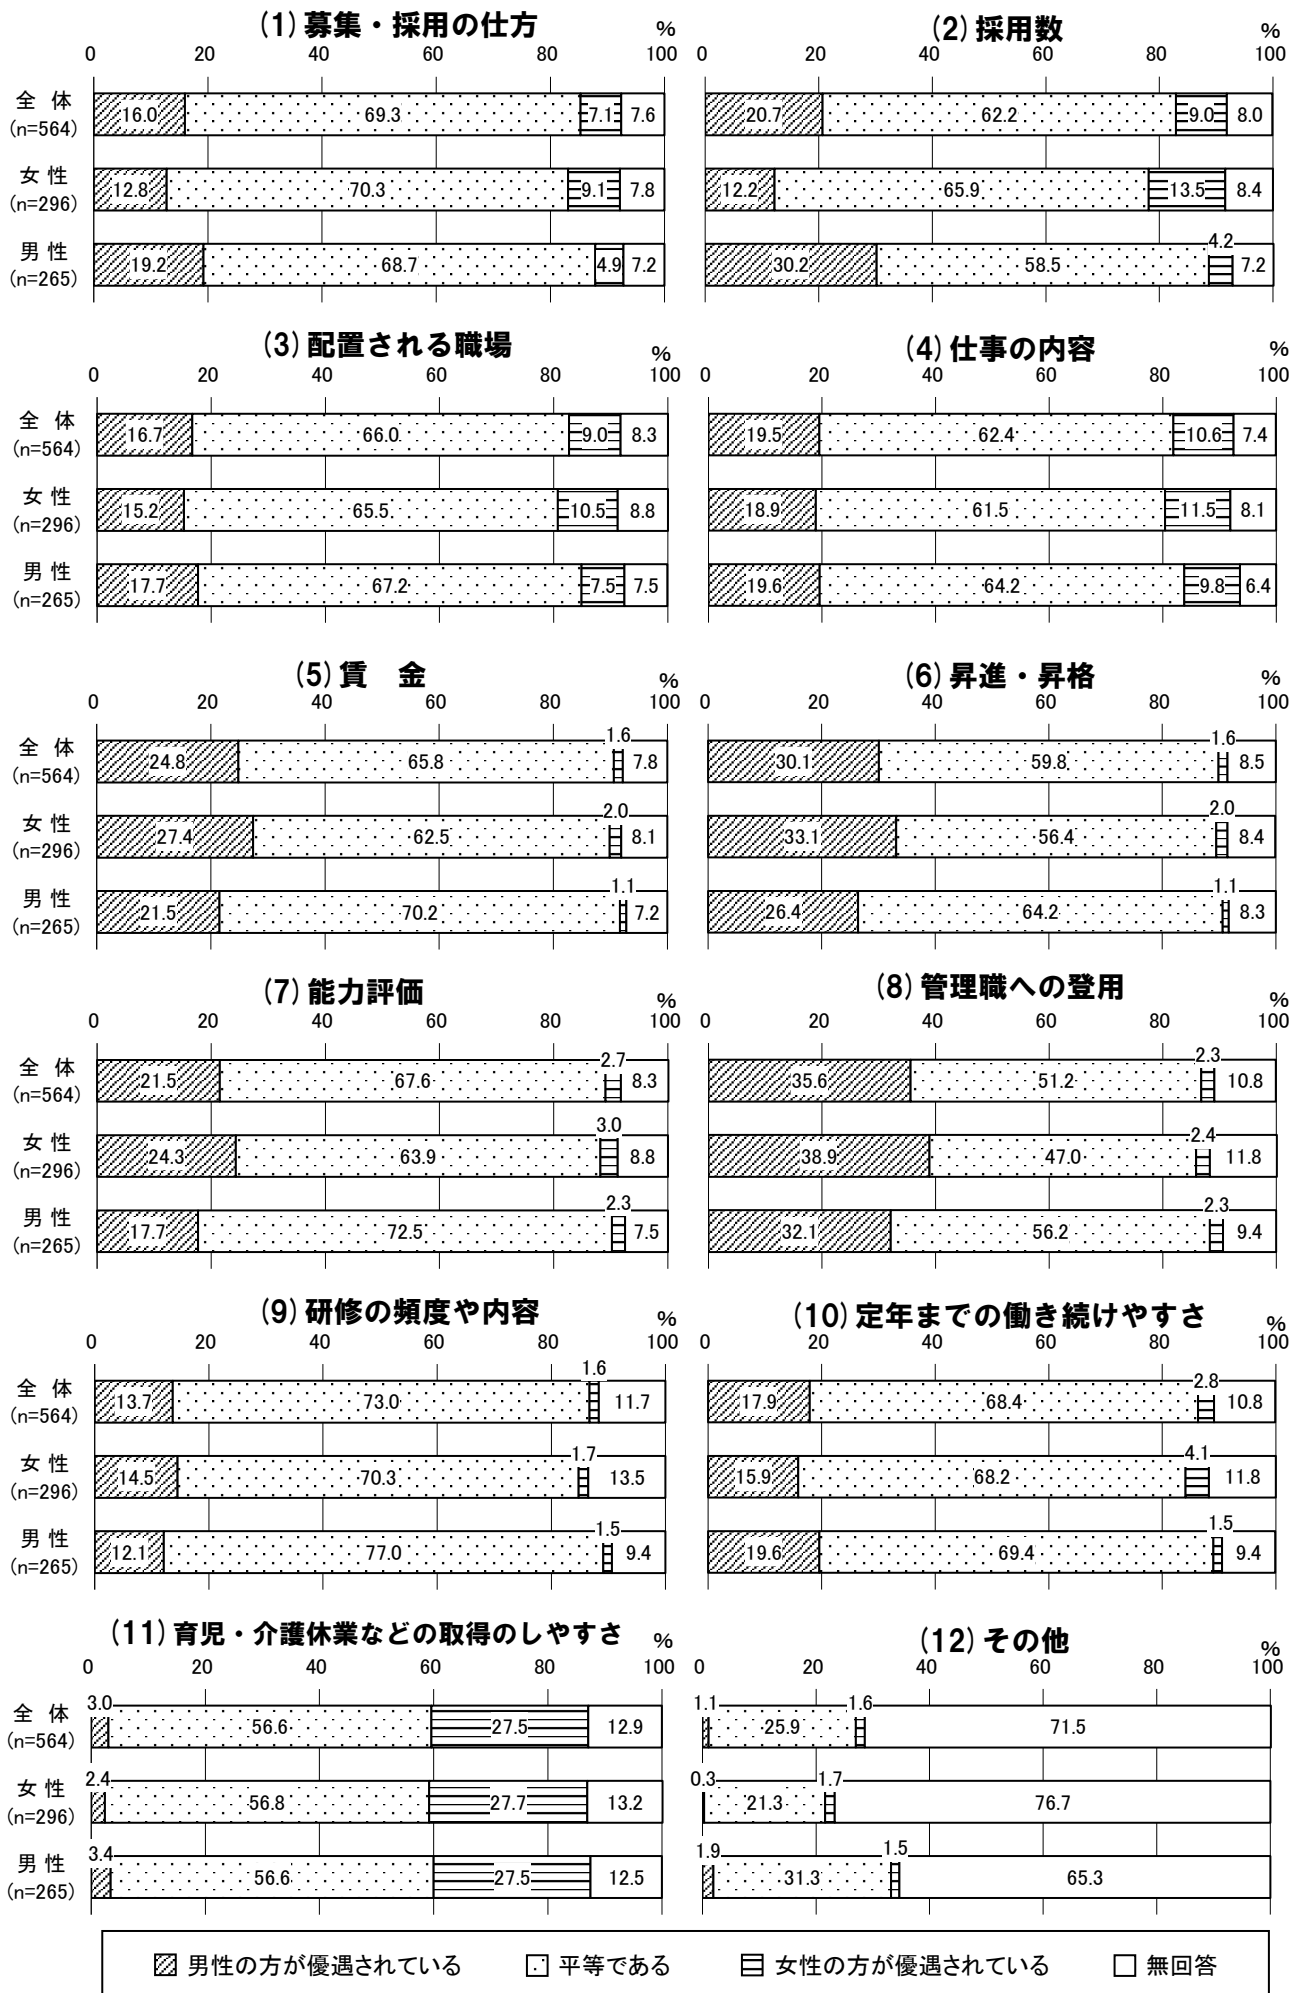 (1)募集・採用の仕方
%
0 20 40 60 80 100
全 体
(n=564)
16.0 69.3 7.1 7.6
女 性
(n=296)
12.8 70.3 9.1 7.8
男 性
(n=265)
19.2 68.7 4.9 7.2
(2)採用数
%
0 20 40 60 80 100
20.7 62.2 9.0 8.0
12.2 65.9 13.5 8.4
30.2 58.5 4.2 7.2
(3)配置される職場
%
0 20 40 60 80 100
全 体
(n=564)
16.7 66.0 9.0 8.3
女 性
(n=296)
15.2 65.5 10.5 8.8
男 性
(n=265)
17.7 67.2 7.5 7.5
(4)仕事の内容
%
0 20 40 60 80 100
19.5 62.4 10.6 7.4
18.9 61.5 11.5 8.1
19.6 64.2 9.8 6.4
(5)賃 金
%
0 20 40 60 80 100
全 体
(n=564)
24.8 65.8 1.6 7.8
女 性
(n=296)
27.4 62.5 2.0 8.1
男 性
(n=265)
21.5 70.2 1.1 7.2
(6)昇進・昇格
%
0 20 40 60 80 100
30.1 59.8 1.6 8.5
33.1 56.4 2.0 8.4
26.4 64.2 1.1 8.3
(7)能力評価
%
0 20 40 60 80 100
全 体
(n=564)
21.5 67.6 2.7 8.3
女 性
(n=296)
24.3 63.9 3.0 8.8
男 性
(n=265)
17.7 72.5 2.3 7.5
(8)管理職への登用
%
0 20 40 60 80 100
35.6 51.2 2.3 10.8
38.9 47.0 2.4 11.8
32.1 56.2 2.3 9.4
(9)研修の頻度や内容
%
0 20 40 60 80 100
全 体
(n=564)
13.7 73.0 1.6 11.7
女 性
(n=296)
14.5 70.3 1.7 13.5
男 性
(n=265)
12.1 77.0 1.5 9.4
(10)定年までの働き続けやすさ
%
0 20 40 60 80 100
17.9 68.4 2.8 10.8
15.9 68.2 4.1 11.8
19.6 69.4 1.5 9.4
(11)育児・介護休業などの取得のしやすさ
%
0 20 40 60 80 100
全 体
(n=564)
3.0 56.6 27.5 12.9
女 性
(n=296)
2.4 56.8 27.7 13.2
男 性
(n=265)
3.4 56.6 27.5 12.5
(12)その他
%
0 20 40 60 80 100
1.1 25.9 1.6 71.5
0.3 21.3 1.7 76.7
1.9 31.3 1.5 65.3
男性の方が優遇されている 平等である 女性の方が優遇されている 無回答